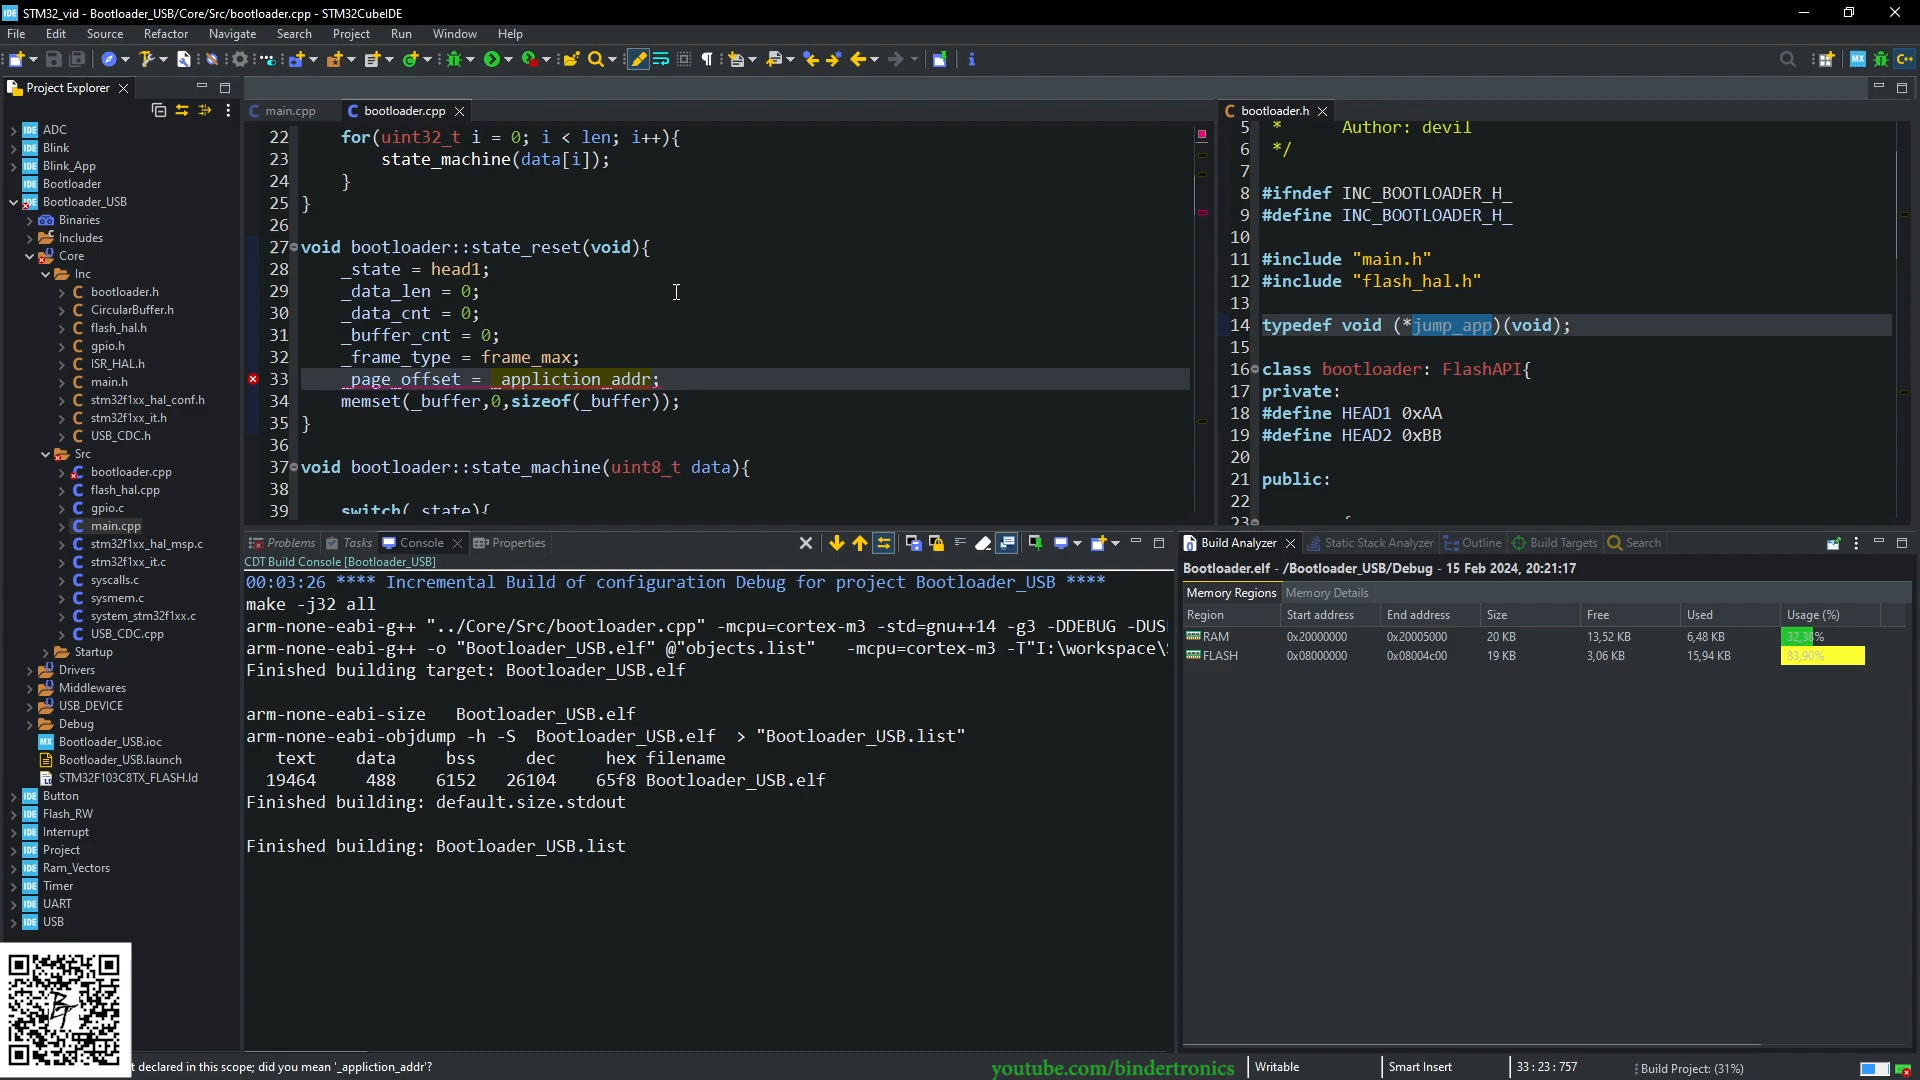 IDE STM32_vid - Bootloader_USB/Core/Src/bootloader.cpp - STM32CubeIDE
File Edit Source Refactor Navigate Search Project Run Window Help
Project Explorer
ADC
Blink
Blink_App
Bootloader
Bootloader_USB
Binaries
Includes
Core
Inc
bootloader.h
CircularBuffer.h
flash_hal.h
gpio.h
ISR_HAL.h
main.h
stm32f1xx_hal_conf.h
stm32f1xx_it.h
USB_CDC.h
Src
bootloader.cpp
flash_hal.cpp
gpio.c
main.cpp
stm32f1xx_hal_msp.c
stm32f1xx_it.c
syscalls.c
sysmem.c
system_stm32f1xx.c
USB_CDC.cpp
Startup
Drivers
Middlewares
USB_DEVICE
Debug
Bootloader_USB.ioc
Bootloader_USB.launch
STM32F103C8TX_FLASH.ld
Button
Flash_RW
Interrupt
Project
Ram_Vectors
Timer
UART
USB
main.cpp bootloader.cpp
22 for(uint32_t i = 0; i < len; i++){
23 state_machine(data[i]);
24 }
25 }
26
27 void bootloader::state_reset(void){
28 _state = head1;
29 _data_len = 0;
30 _data_cnt = 0;
31 _buffer_cnt = 0;
32 _frame_type = frame_max;
33 _page_offset = _appliction_addr;
34 memset(_buffer,0,sizeof(_buffer));
35 }
36
37 void bootloader::state_machine(uint8_t data){
38
39 switch(_state){
bootloader.h
5 * Author: devil
6 */
7
8 #ifndef INC_BOOTLOADER_H_
9 #define INC_BOOTLOADER_H_
10
11 #include "main.h"
12 #include "flash_hal.h"
13
14 typedef void (*jump_app)(void);
15
16 class bootloader: FlashAPI{
17 private:
18 #define HEAD1 0xAA
19 #define HEAD2 0xBB
20
21 public:
22
23
Problems Tasks Console Properties
CDT Build Console [Bootloader_USB]
00:03:26 **** Incremental Build of configuration Debug for project Bootloader_USB ****
make -j32 all
arm-none-eabi-g++ "../Core/Src/bootloader.cpp" -mcpu=cortex-m3 -std=gnu++14 -g3 -DDEBUG -DUS
arm-none-eabi-g++ -o "Bootloader_USB.elf" @"objects.list" -mcpu=cortex-m3 -T"I:\workspace\
Finished building target: Bootloader_USB.elf
arm-none-eabi-size Bootloader_USB.elf
arm-none-eabi-objdump -h -S Bootloader_USB.elf > "Bootloader_USB.list"
text data bss dec hex filename
19464 488 6152 26104 65f8 Bootloader_USB.elf
Finished building: default.size.stdout
Finished building: Bootloader_USB.list
Build Analyzer Static Stack Analyzer Outline Build Targets Search
Bootloader.elf - /Bootloader_USB/Debug - 15 Feb 2024, 20:21:17
Memory Regions Memory Details
Region Start address End address Size Free Used Usage (%)
RAM 0x20000000 0x20005000 20 KB 13,52 KB 6,48 KB 32,38%
FLASH 0x08000000 0x08004c00 19 KB 3,06 KB 15,94 KB 83,90%
t declared in this scope; did you mean '_appliction_addr'?
youtube.com/bindertronics
Writable Smart Insert 33 : 23 : 757 Build Project: (31%)